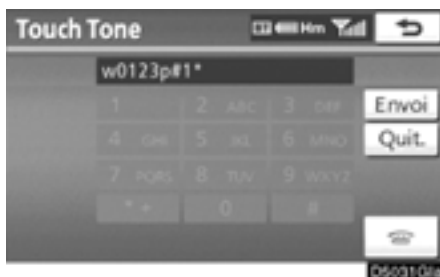 Touch Tone
w0123p#1*
1 2 ABC 3 DEF
Envoi
4 GHI 5 JKL 6 MNO
Quit.
7 PQRS 8 TUV 9 WXYZ
* + 0 #